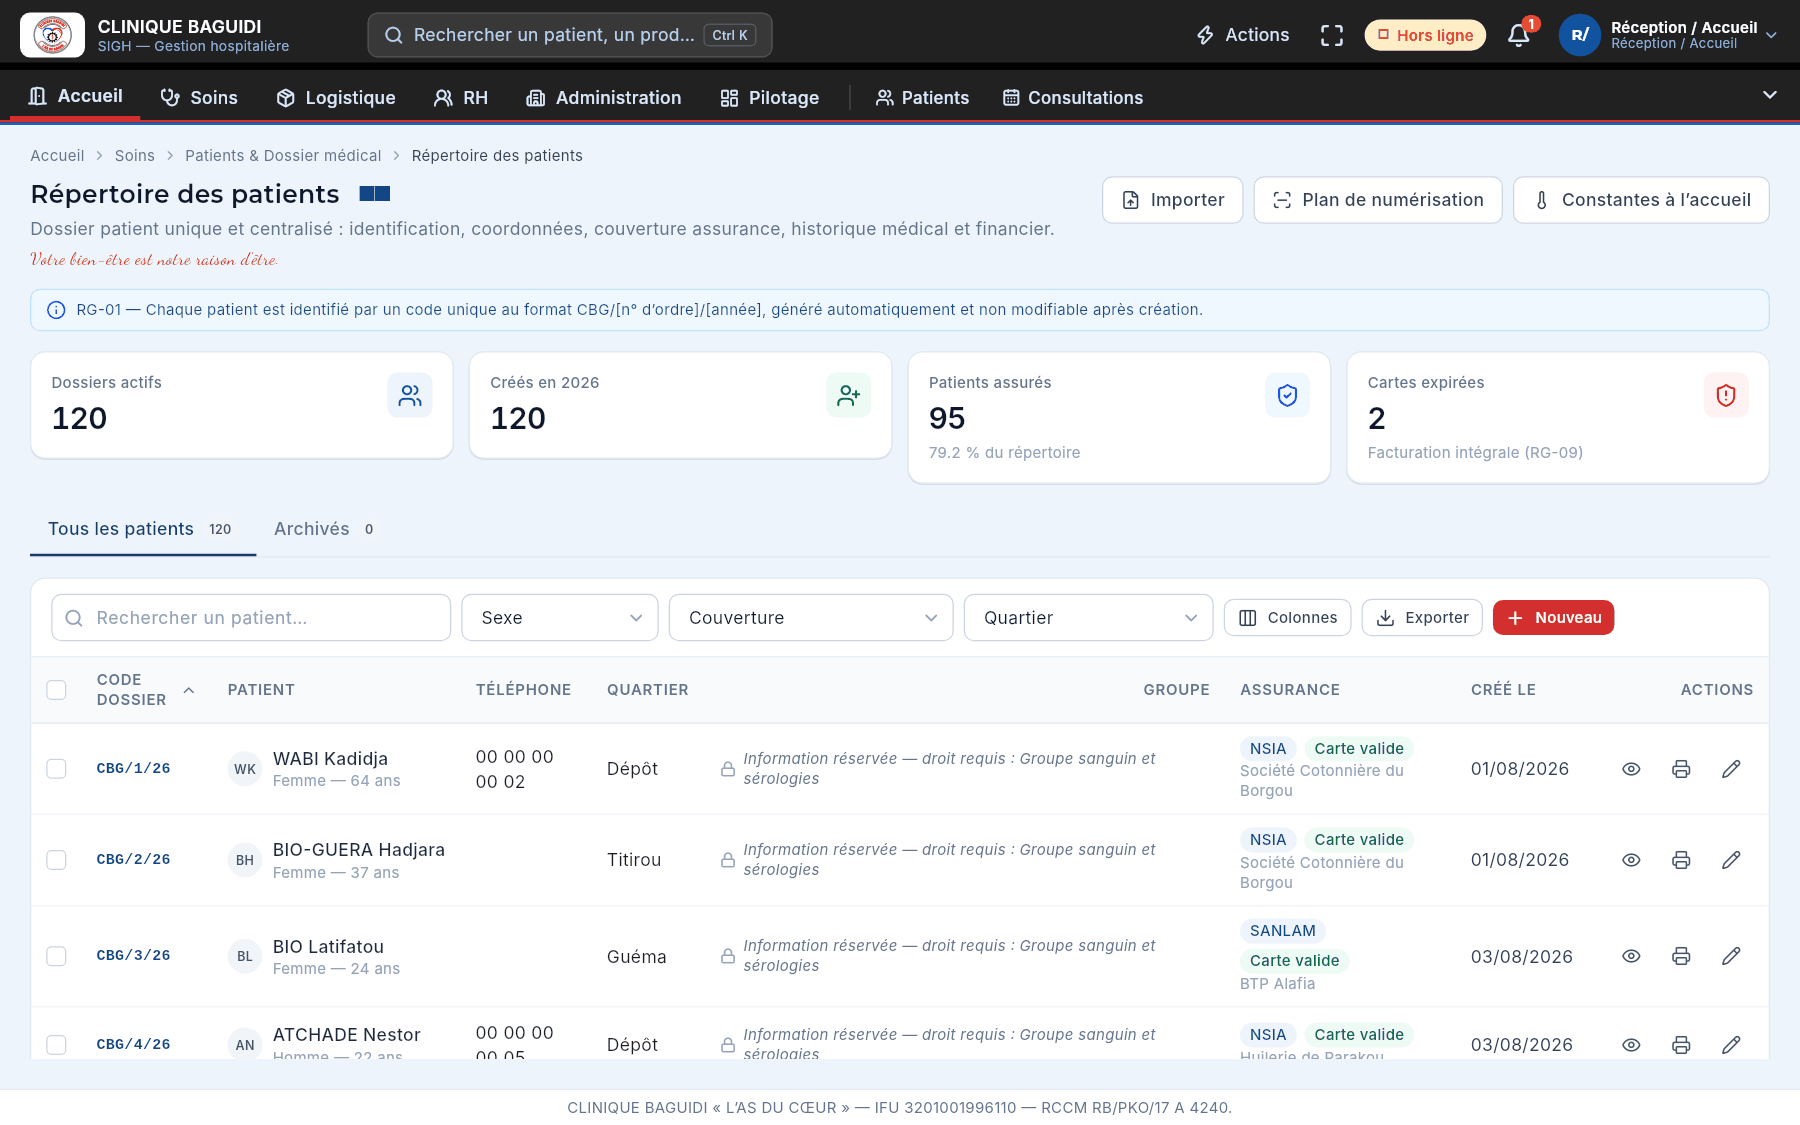 CLINIQUE BAGUIDI
SIGH — Gestion hospitalière
Rechercher un patient, un prod...
Ctrl K
Actions
Hors ligne
1
R/
Réception / Accueil
Réception / Accueil
Accueil
Soins
Logistique
RH
Administration
Pilotage
Patients
Consultations
Accueil > Soins > Patients & Dossier médical > Répertoire des patients
Répertoire des patients
Importer
Plan de numérisation
Constantes à l’accueil
Dossier patient unique et centralisé : identification, coordonnées, couverture assurance, historique médical et financier.
Votre bien-être est notre raison d'être.
RG-01 — Chaque patient est identifié par un code unique au format CBG/[n° d’ordre]/[année], généré automatiquement et non modifiable après création.
Dossiers actifs
120
Créés en 2026
120
Patients assurés
95
79.2 % du répertoire
Cartes expirées
2
Facturation intégrale (RG-09)
Tous les patients 120
Archivés 0
Rechercher un patient...
Sexe
Couverture
Quartier
Colonnes
Exporter
Nouveau
CODE DOSSIER
PATIENT
TÉLÉPHONE
QUARTIER
GROUPE
ASSURANCE
CRÉÉ LE
ACTIONS
CBG/1/26
WK
WABI Kadidja
Femme — 64 ans
00 00 00
00 02
Dépôt
Information réservée — droit requis : Groupe sanguin et
sérologies
NSIA Carte valide
Société Cotonnière du
Borgou
01/08/2026
CBG/2/26
BH
BIO-GUERA Hadjara
Femme — 37 ans
Titirou
Information réservée — droit requis : Groupe sanguin et
sérologies
NSIA Carte valide
Société Cotonnière du
Borgou
01/08/2026
CBG/3/26
BL
BIO Latifatou
Femme — 24 ans
Guéma
Information réservée — droit requis : Groupe sanguin et
sérologies
SANLAM
Carte valide
BTP Alafia
03/08/2026
CBG/4/26
AN
ATCHADE Nestor
Homme — 22 ans
00 00 00
00 05
Dépôt
Information réservée — droit requis : Groupe sanguin et
sérologies
NSIA Carte valide
Huilerie de Parakou
03/08/2026
CLINIQUE BAGUIDI « L’AS DU CŒUR » — IFU 3201001996110 — RCCM RB/PKO/17 A 4240.